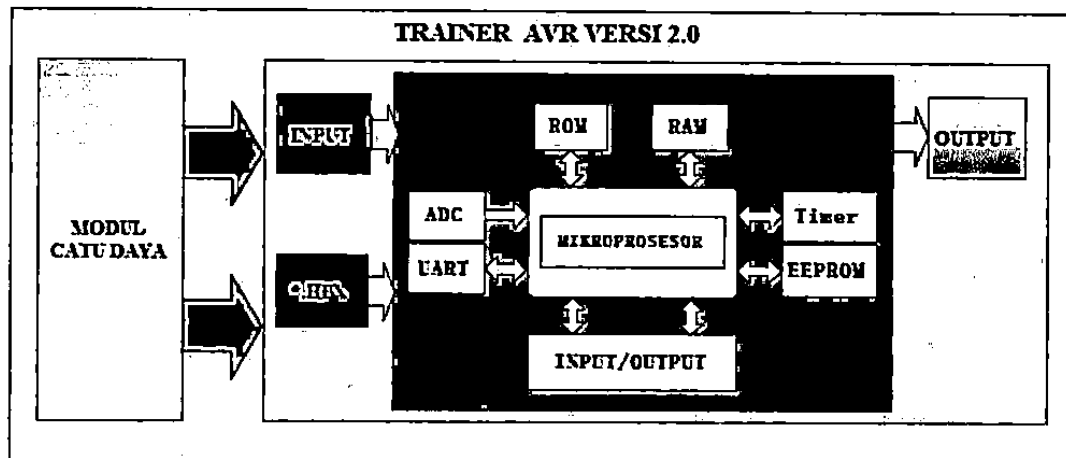 TRAINER AVR VERSI 2.0
MODUL
CATU DAYA
INPUT
ROM
RAM
OUTPUT
ADC
MIKROPROSESOR
Timer
UART
EEPROM
*.HEX
INPUT/OUTPUT